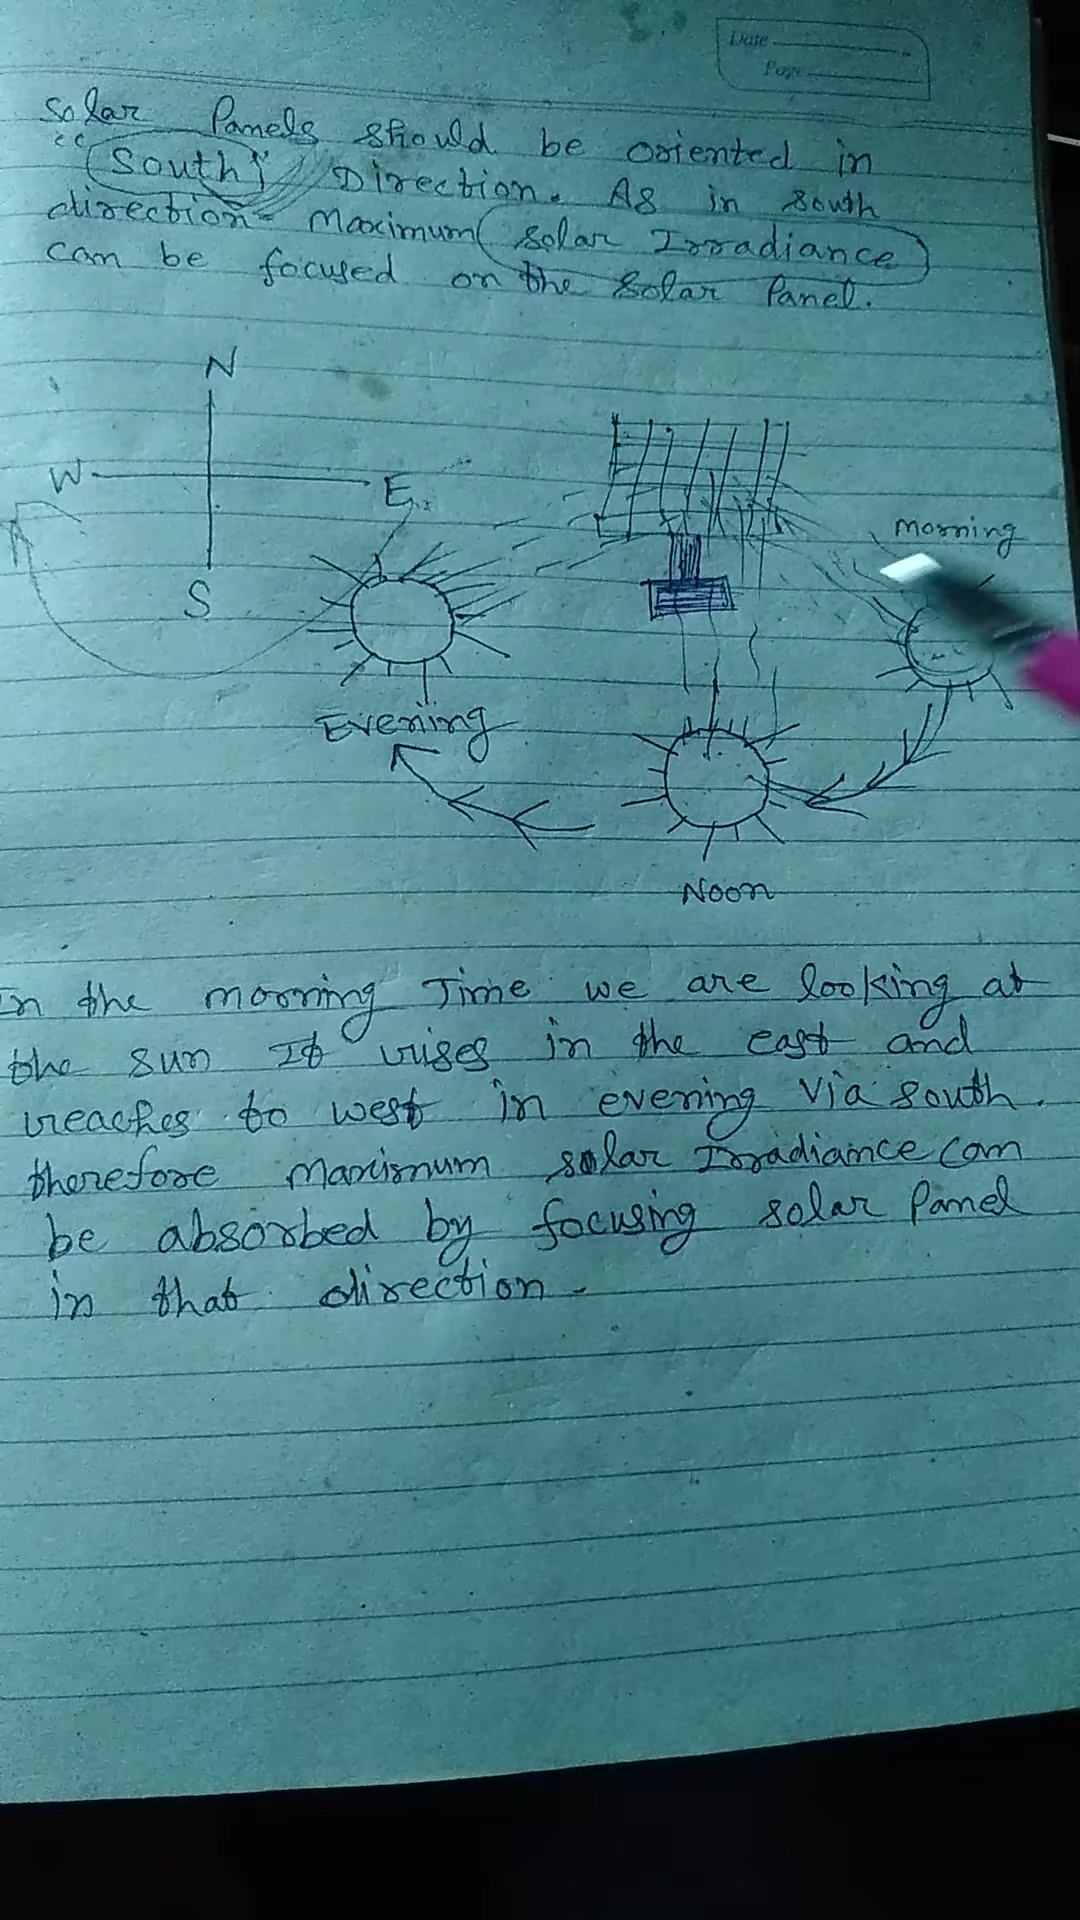 Date
Page
Solar Panels should be oriented in
"South" Direction. As in south
direction maximum Solar Irradiance
can be focused on the Solar Panel.
N
W E
S
Morning
Evening
Noon
In the morning Time we are looking at
the sun It rises in the east and
reaches to west in evening via south.
therefore maximum solar Irradiance can
be absorbed by focusing solar Panel
in that direction.